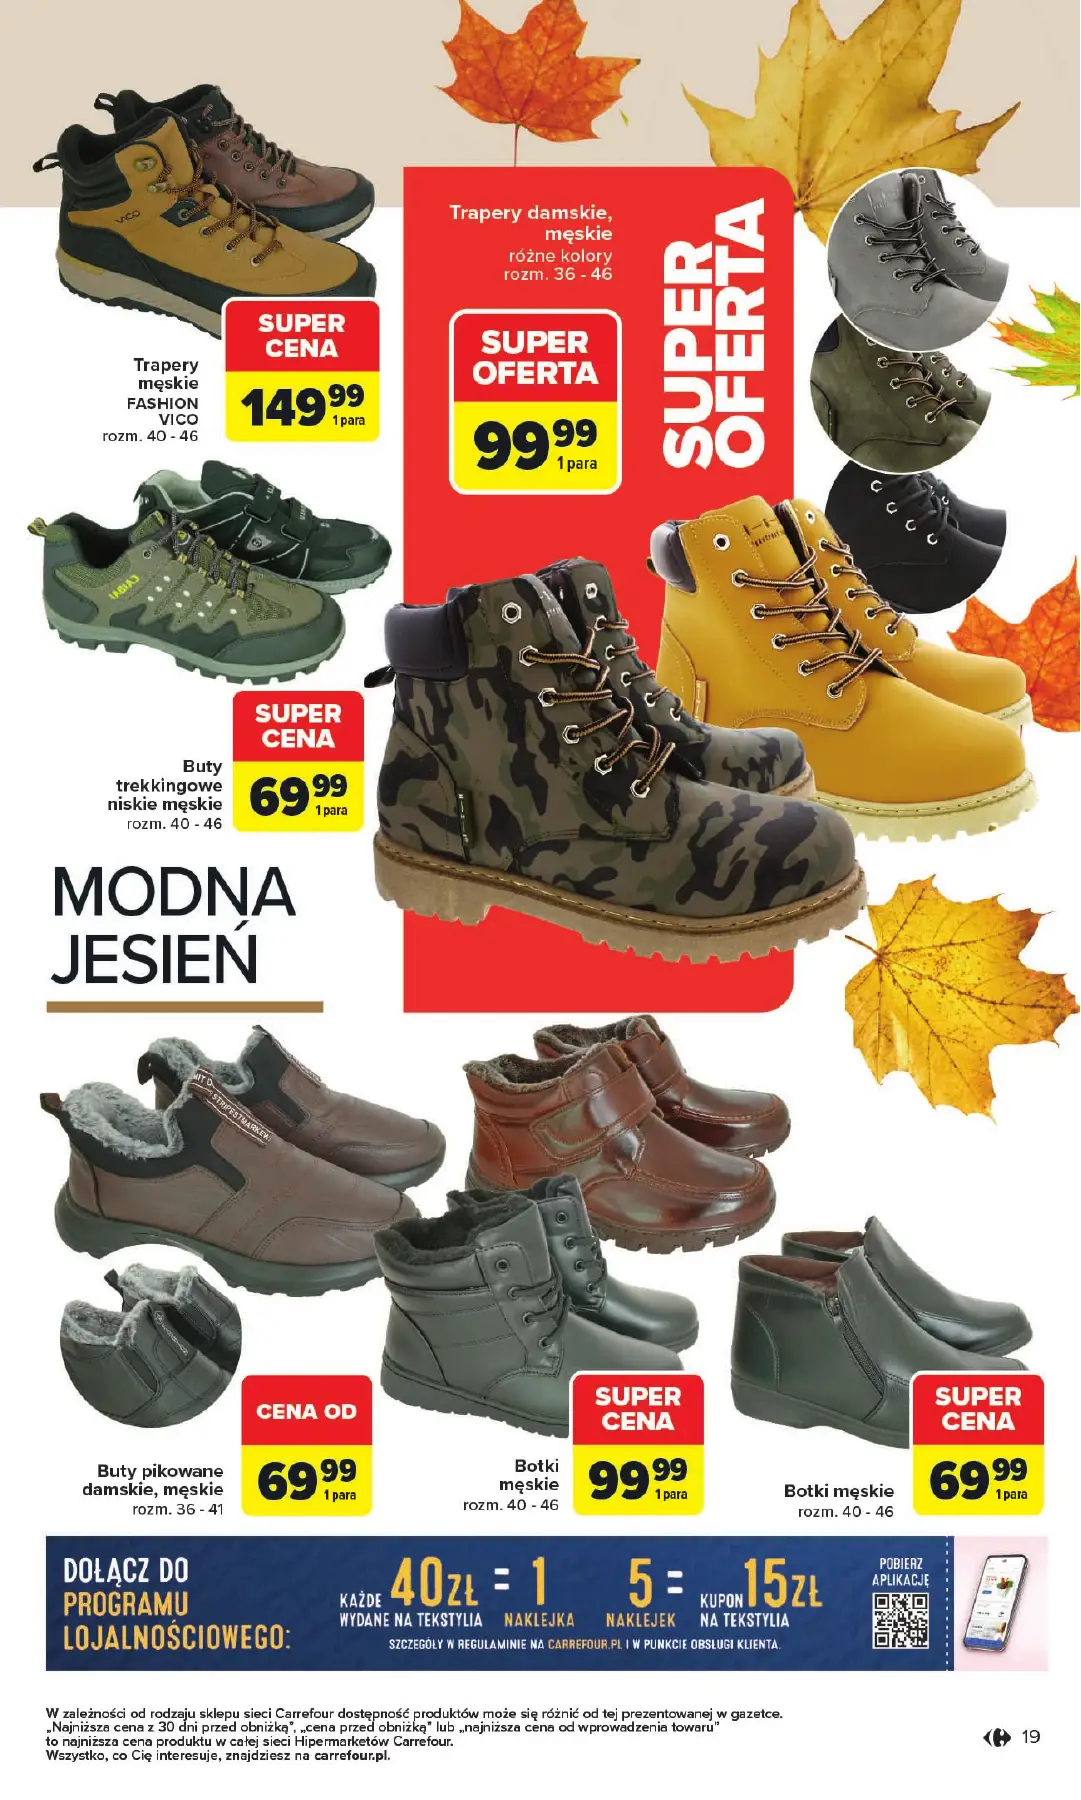 Trapery damskie,
męskie
różne kolory
rozm. 36 - 46
SUPER
OFERTA
99 99
1 para
SUPER
OFERTA
VICO
SUPER
CENA
149 99
1 para
Trapery
męskie
FASHION
VICO
rozm. 40 - 46
SUPER
CENA
69 99
1 para
Buty
trekkingowe
niskie męskie
rozm. 40 - 46
MODNA
JESIEŃ
CENA OD
69 99
1 para
Buty pikowane
damskie, męskie
rozm. 36 - 41
SUPER
CENA
99 99
1 para
Botki
męskie
rozm. 40 - 46
SUPER
CENA
69 99
1 para
Botki męskie
rozm. 40 - 46
DOŁĄCZ DO
PROGRAMU
LOJALNOŚCIOWEGO:
KAŻDE 40ZŁ = 1 5 = KUPON 15ZŁ
WYDANE NA TEKSTYLIA NAKLEJKA NAKLEJEK NA TEKSTYLIA
SZCZEGÓŁY W REGULAMINIE NA CARREFOUR.PL I W PUNKCIE OBSŁUGI KLIENTA.
POBIERZ
APLIKACJĘ
W zależności od rodzaju sklepu sieci Carrefour dostępność produktów może się różnić od tej prezentowanej w gazetce.
„Najniższa cena z 30 dni przed obniżką”, „cena przed obniżką” lub „najniższa cena od wprowadzenia towaru”
to najniższa cena produktu w całej sieci Hipermarketów Carrefour.
Wszystko, co Cię interesuje, znajdziesz na carrefour.pl.
19